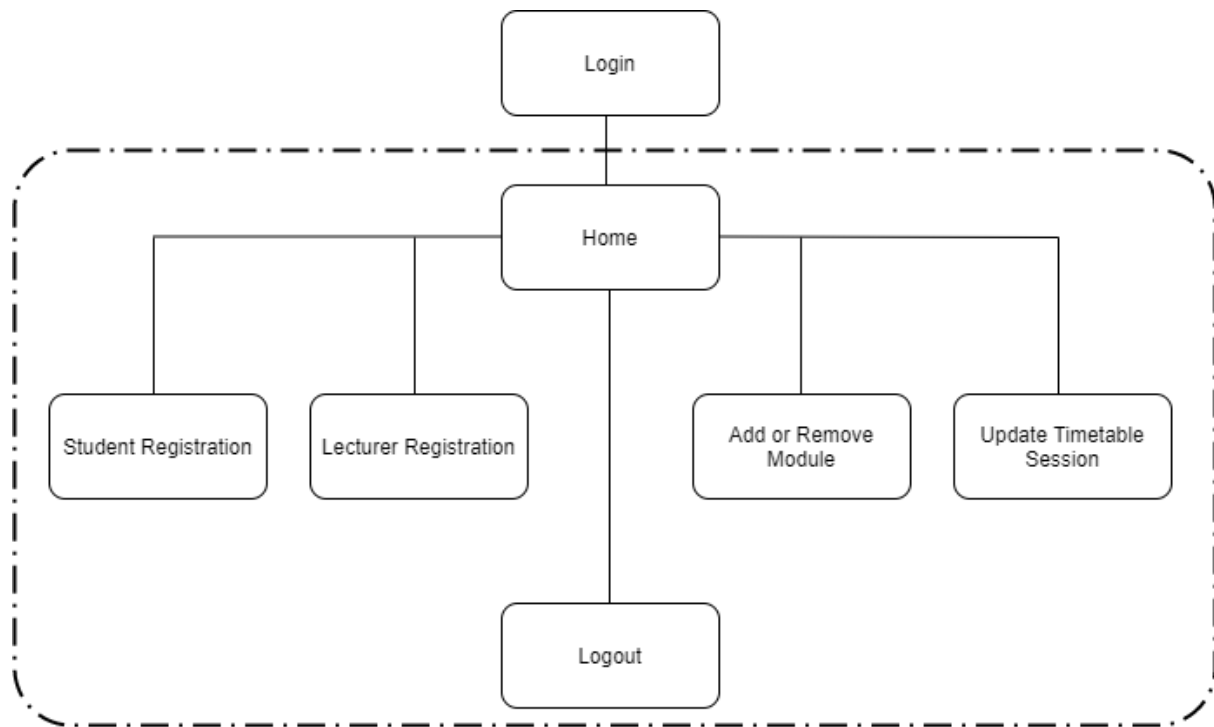 Login
Home
Student Registration
Lecturer Registration
Add or Remove
Module
Update Timetable
Session
Logout